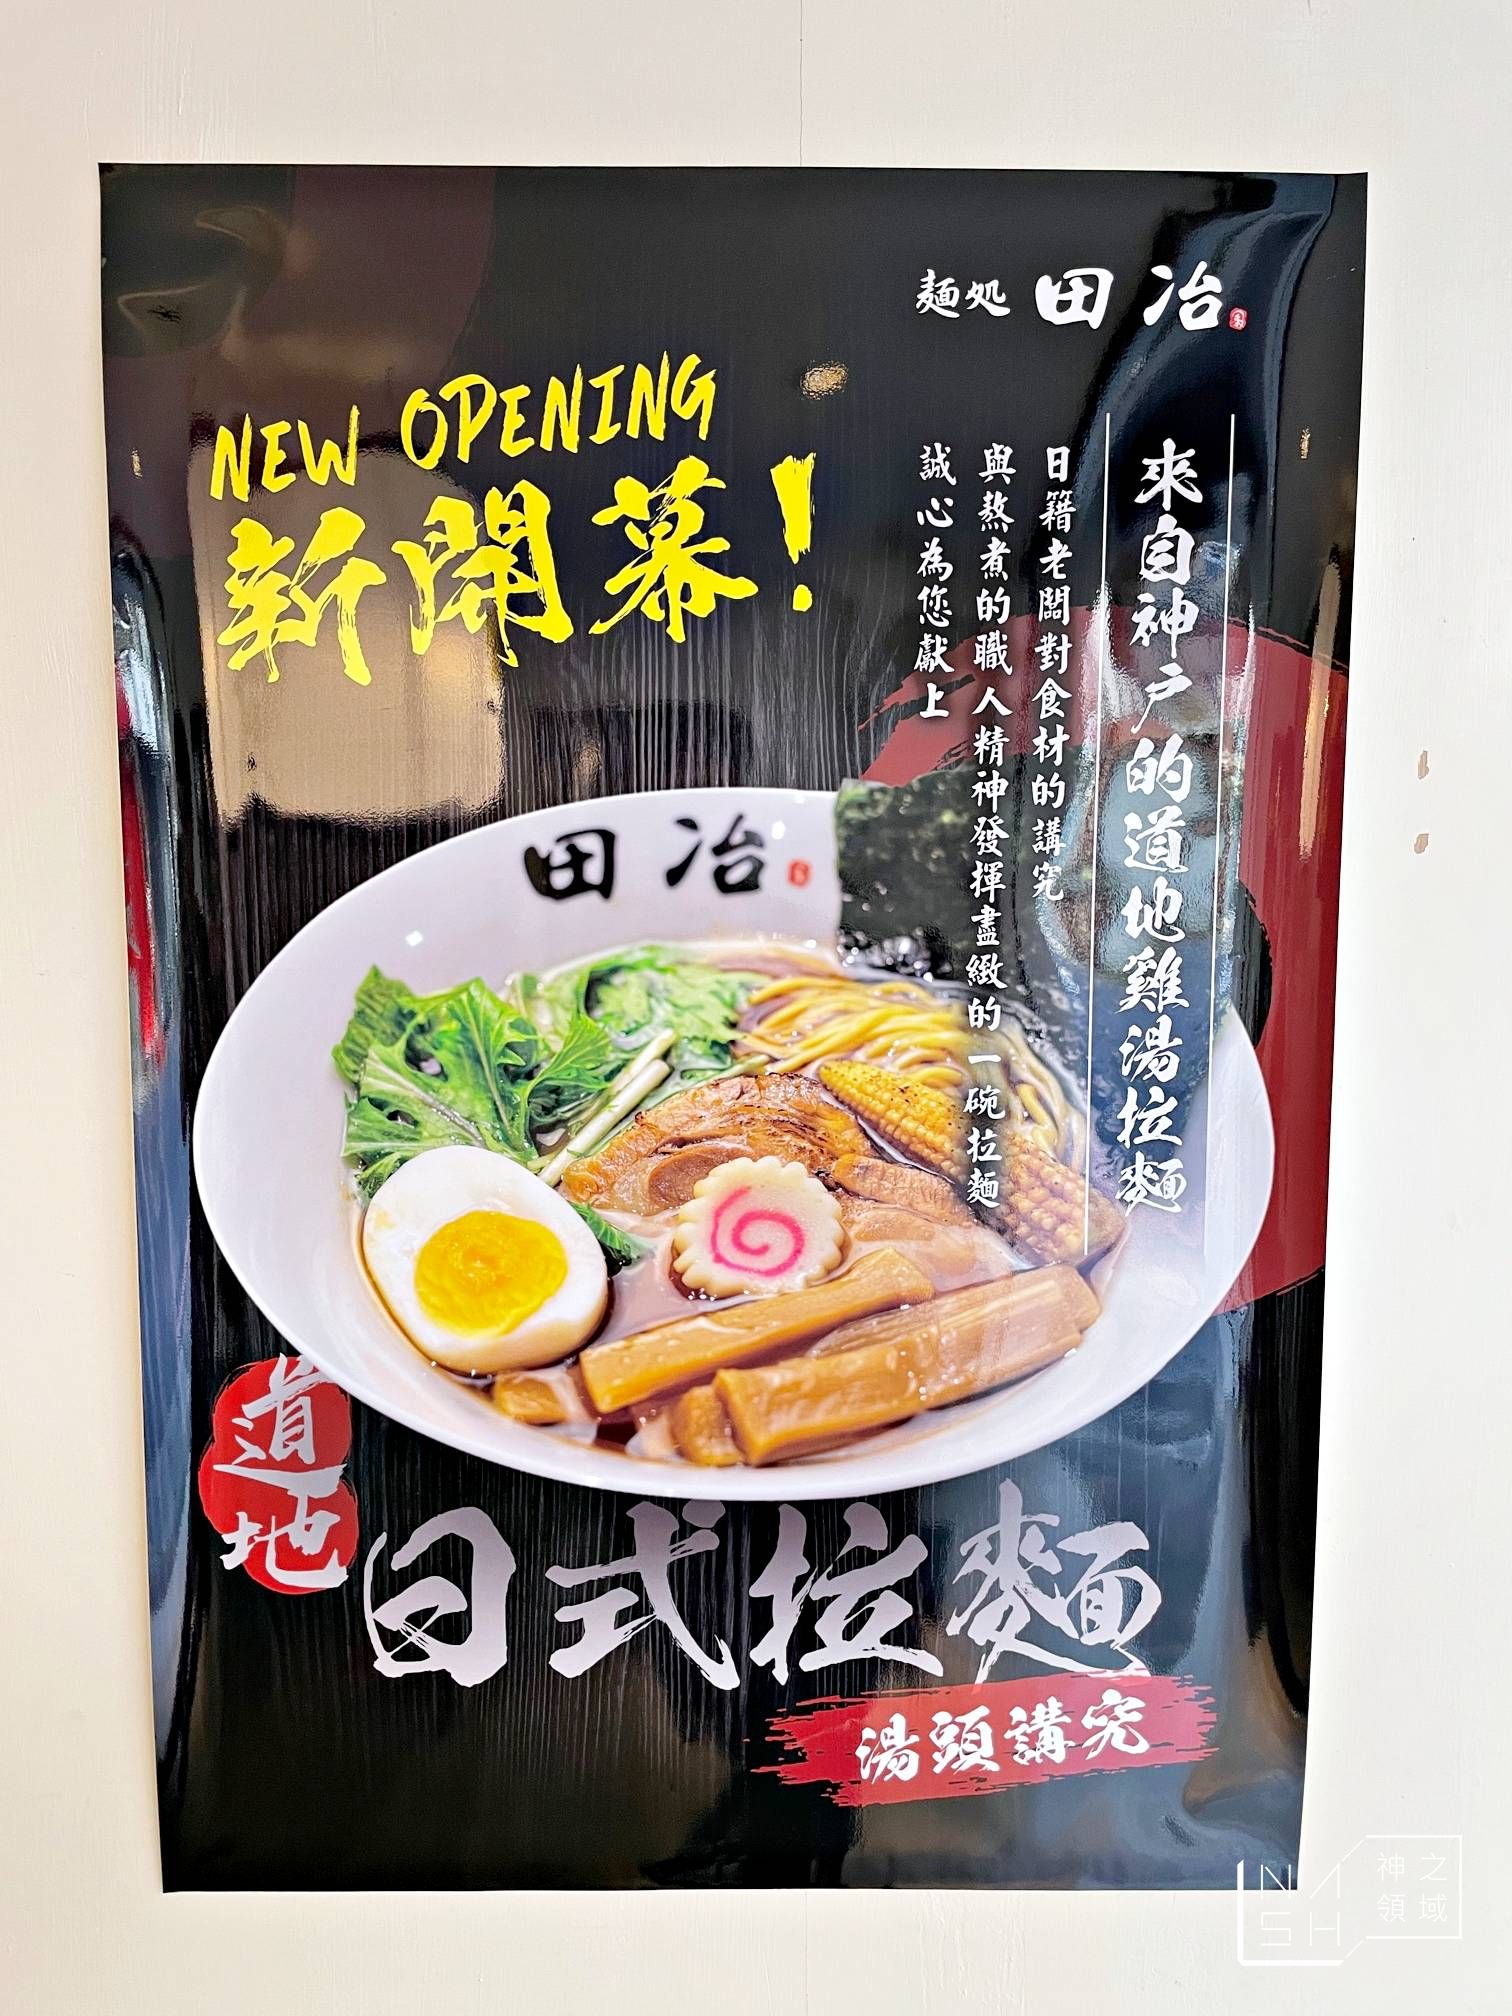 麵処 田冶
NEW OPENING
新開幕！
來自神戶的道地雞湯拉麵
日籍老闆對食材的講究
與熬煮的職人精神發揮盡緻的一碗拉麵
誠心為您獻上
田冶
道地
日式拉麵
湯頭講究
NASH
神之
領域